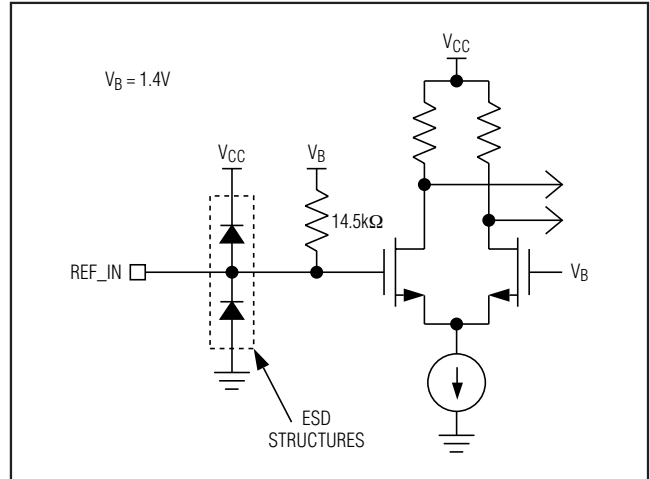 V_CC
V_B = 1.4V
V_CC
V_B
14.5kΩ
REF_IN
V_B
ESD
STRUCTURES